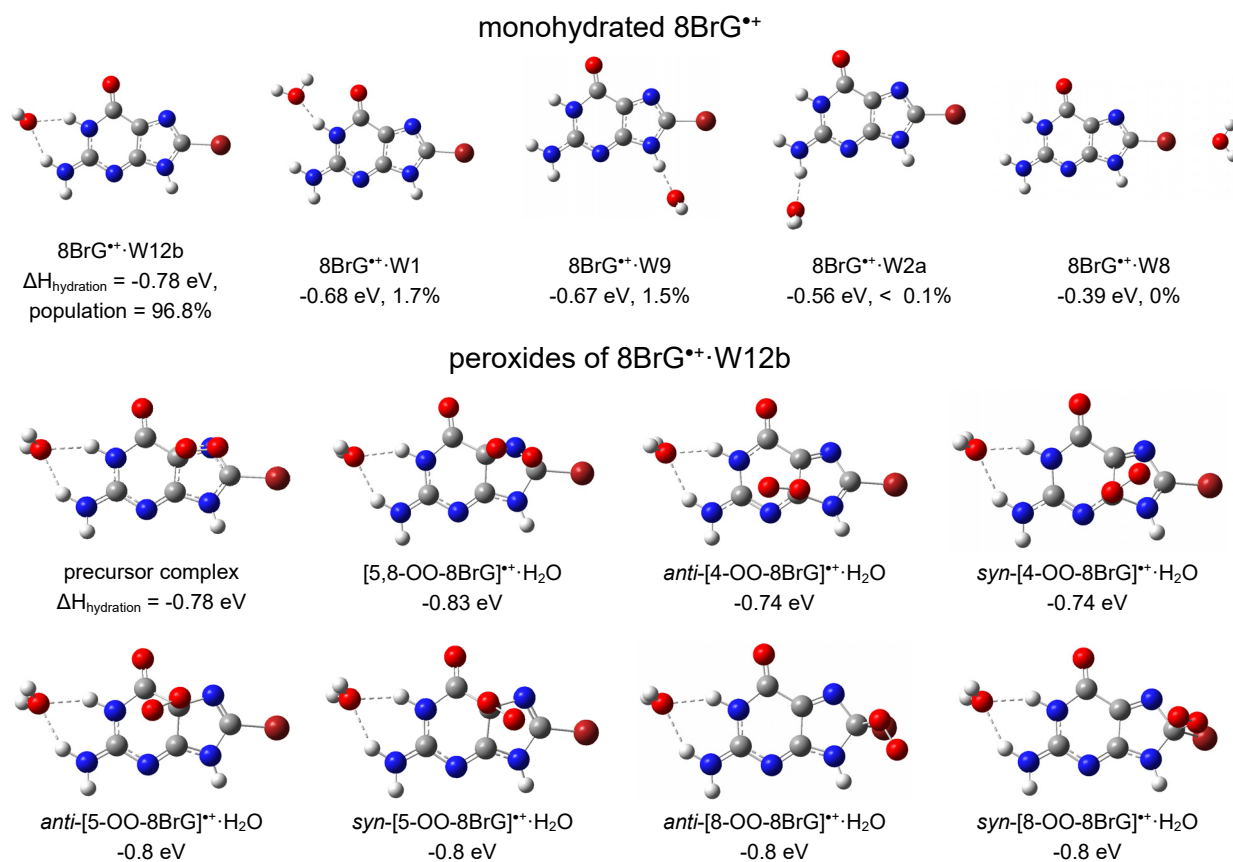 monohydrated 8BrG•+
8BrG•+·W12b
ΔHhydration = -0.78 eV,
population = 96.8%
8BrG•+·W1
-0.68 eV, 1.7%
8BrG•+·W9
-0.67 eV, 1.5%
8BrG•+·W2a
-0.56 eV, < 0.1%
8BrG•+·W8
-0.39 eV, 0%
peroxides of 8BrG•+·W12b
precursor complex
ΔHhydration = -0.78 eV
[5,8-OO-8BrG]•+·H2O
-0.83 eV
anti-[4-OO-8BrG]•+·H2O
-0.74 eV
syn-[4-OO-8BrG]•+·H2O
-0.74 eV
anti-[5-OO-8BrG]•+·H2O
-0.8 eV
syn-[5-OO-8BrG]•+·H2O
-0.8 eV
anti-[8-OO-8BrG]•+·H2O
-0.8 eV
syn-[8-OO-8BrG]•+·H2O
-0.8 eV